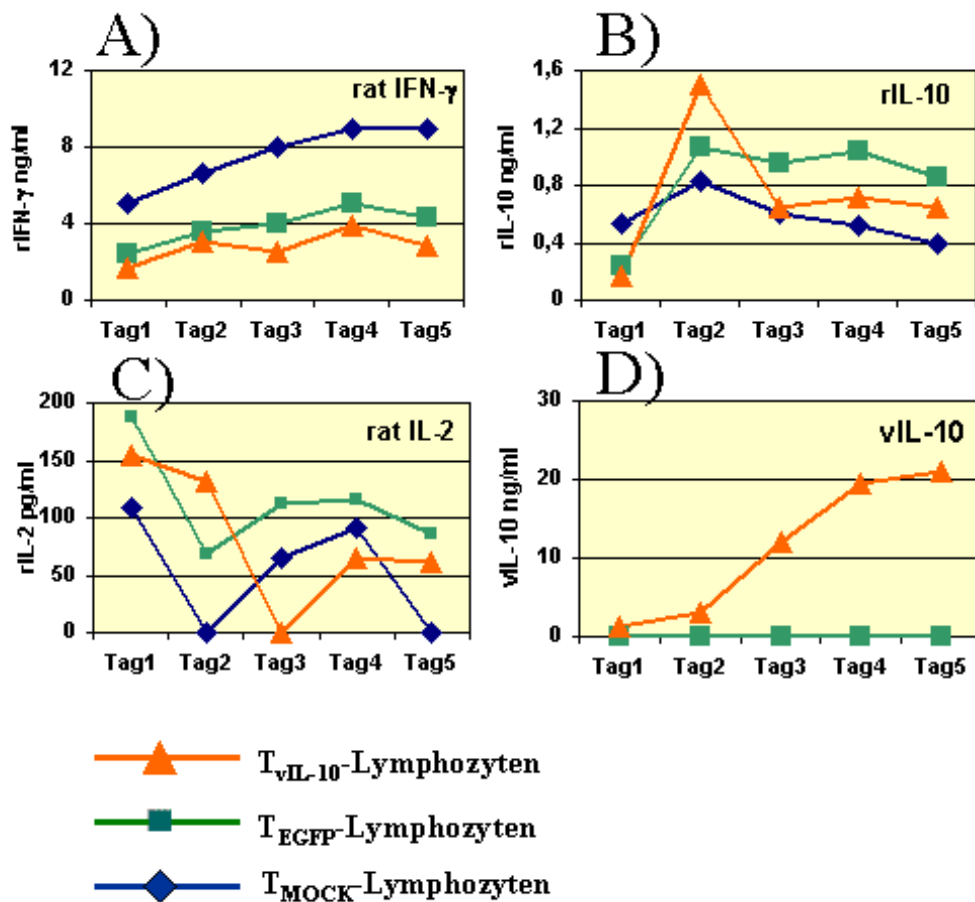 A)
rat IFN-γ
rIFN-γ ng/ml
12
8
4
0
Tag1 Tag2 Tag3 Tag4 Tag5
B)
rIL-10
rIL-10 ng/ml
1,6
1,2
0,8
0,4
0
Tag1 Tag2 Tag3 Tag4 Tag5
C)
rat IL-2
rIL-2 pg/ml
200
150
100
50
0
Tag1 Tag2 Tag3 Tag4 Tag5
D)
vIL-10
vIL-10 ng/ml
30
20
10
0
Tag1 Tag2 Tag3 Tag4 Tag5
TvIL-10-Lymphozyten
TEGFP-Lymphozyten
TMOCK-Lymphozyten